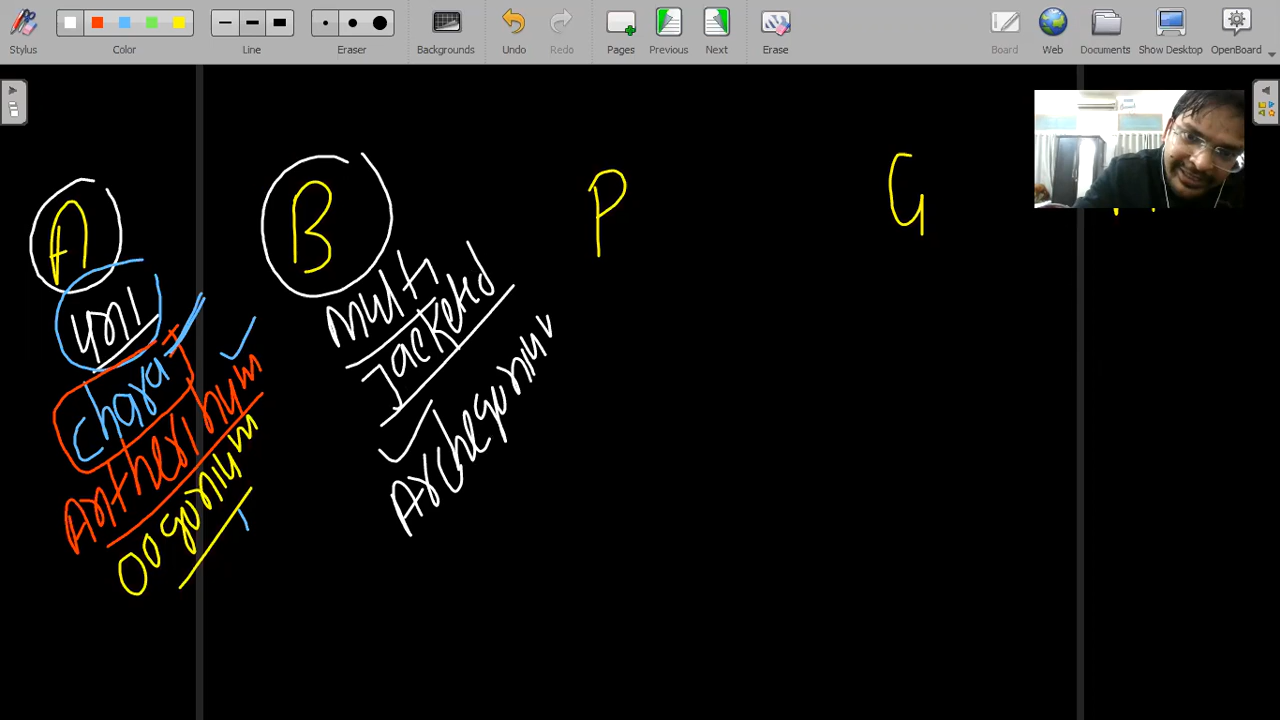 Stylus
Color
Line
Eraser
Backgrounds
Undo
Redo
Pages
Previous
Next
Erase
Board
Web
Documents
Show Desktop
OpenBoard
A
B
P
G
uni
Multi
Jacketed
chara
Antheridium
oogonium
Archegonium